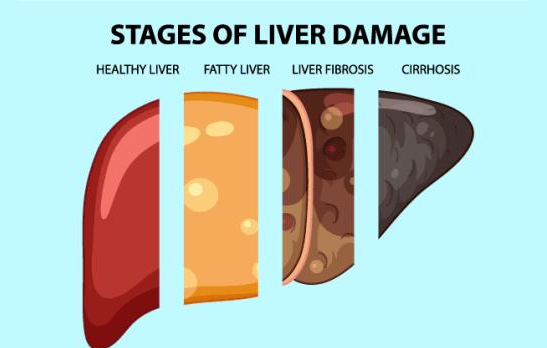 STAGES OF LIVER DAMAGE
HEALTHY LIVER FATTY LIVER LIVER FIBROSIS CIRRHOSIS